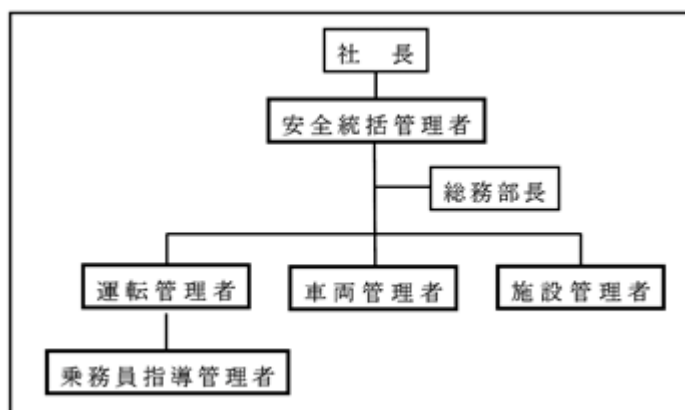 社　長
安全統括管理者
総務部長
運転管理者
車両管理者
施設管理者
乗務員指導管理者